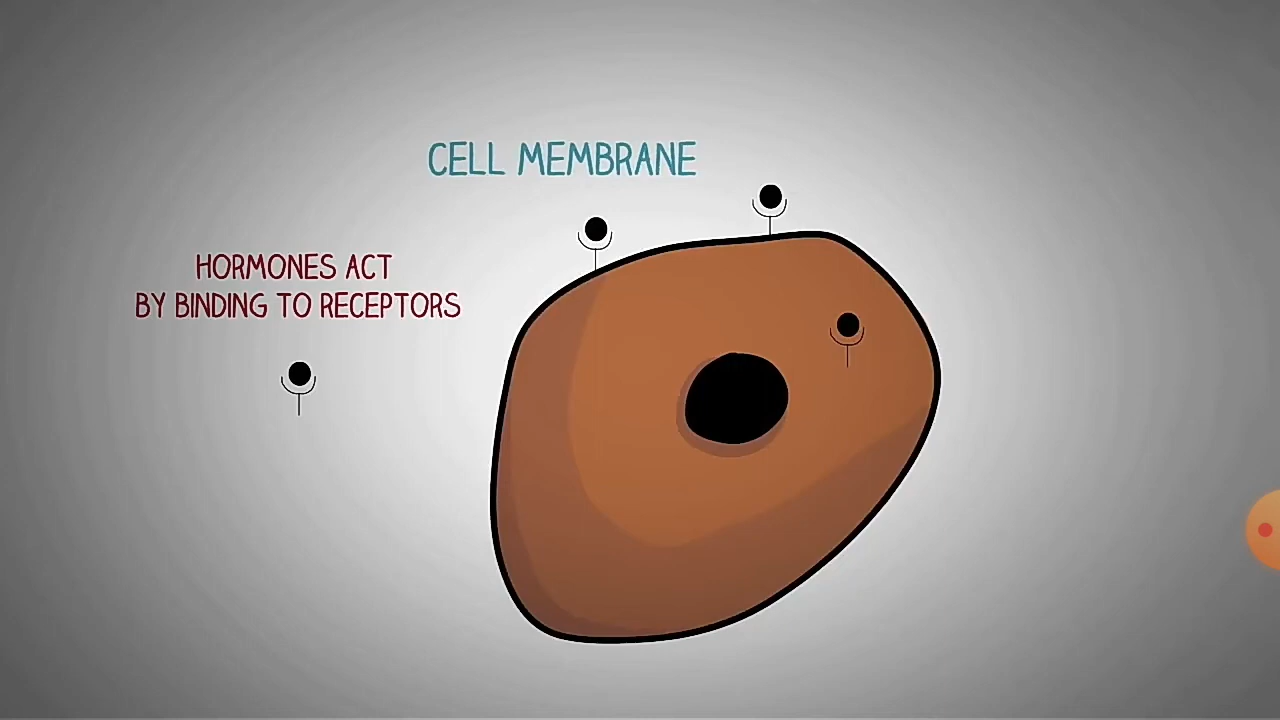 CELL MEMBRANE
HORMONES ACT
BY BINDING TO RECEPTORS